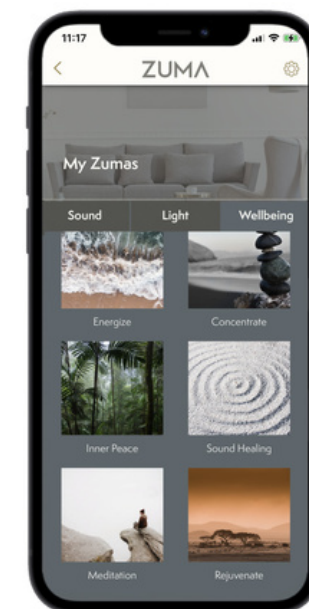 11:17
ZUMA
My Zumas
Sound Light Wellbeing
Energize Concentrate
Inner Peace Sound Healing
Meditation Rejuvenate